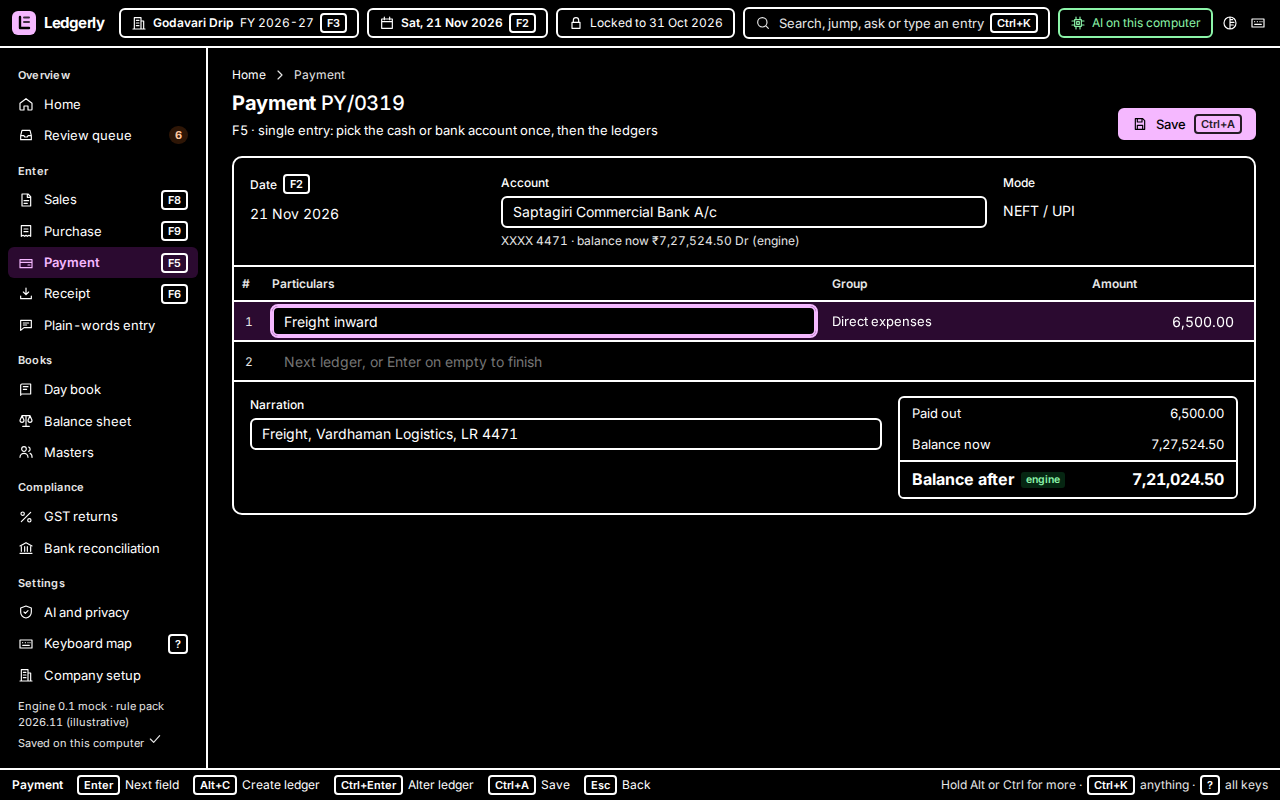 Ledgerly
Godavari Drip FY 2026-27 F3
Sat, 21 Nov 2026 F2
Locked to 31 Oct 2026
Search, jump, ask or type an entry Ctrl+K
AI on this computer
Overview
Home
Review queue 6
Enter
Sales F8
Purchase F9
Payment F5
Receipt F6
Plain-words entry
Books
Day book
Balance sheet
Masters
Compliance
GST returns
Bank reconciliation
Settings
AI and privacy
Keyboard map ?
Company setup
Engine 0.1 mock · rule pack
2026.11 (illustrative)
Saved on this computer
Home Payment
Payment PY/0319
F5 · single entry: pick the cash or bank account once, then the ledgers
Save Ctrl+A
Date F2
21 Nov 2026
Account
Saptagiri Commercial Bank A/c
XXXX 4471 · balance now ₹7,27,524.50 Dr (engine)
Mode
NEFT / UPI
# Particulars Group Amount
1 Freight inward Direct expenses 6,500.00
2 Next ledger, or Enter on empty to finish
Narration
Freight, Vardhaman Logistics, LR 4471
Paid out 6,500.00
Balance now 7,27,524.50
Balance after engine 7,21,024.50
Payment Enter Next field Alt+C Create ledger Ctrl+Enter Alter ledger Ctrl+A Save Esc Back
Hold Alt or Ctrl for more · Ctrl+K anything · ? all keys